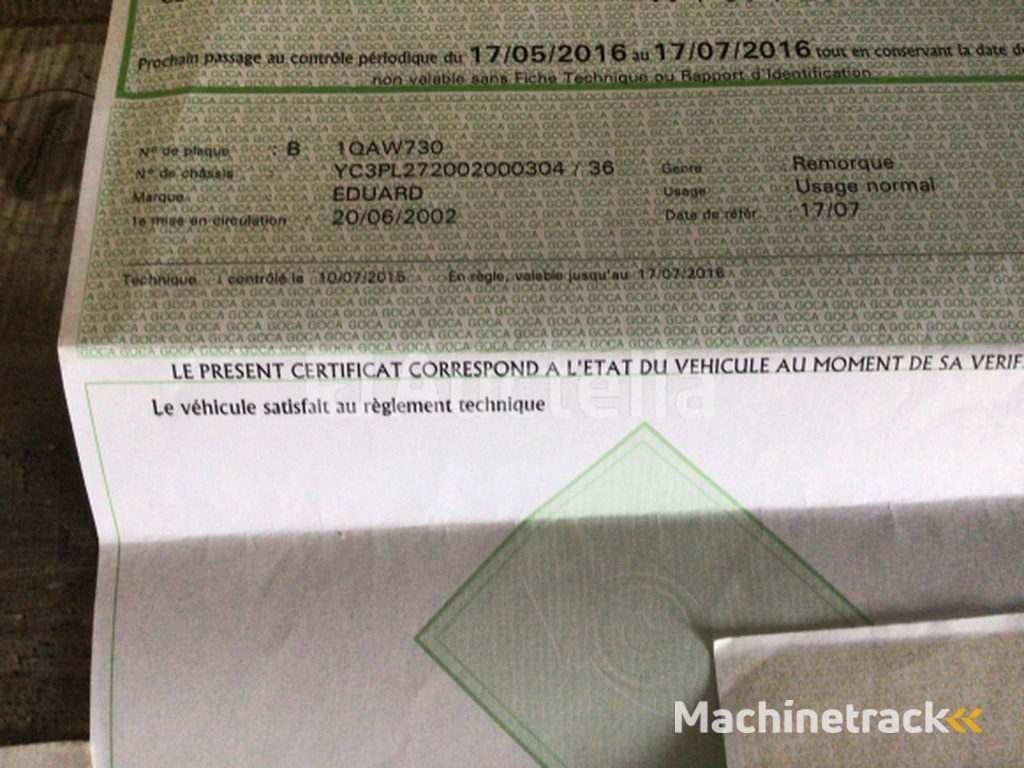 Prochain passage au contrôle périodique du 17/05/2016 au 17/07/2016 tout en conservant la date de
non valable sans Fiche Technique ou Rapport d'Identification
N° de plaque : B 1QAW730
N° de châssis : YC3PL272002000304 / 36
Genre : Remorque
Marque EDUARD
Usage : Usage normal
1e mise en circulation : 20/06/2002
Date de référ. : 17/07
Technique : contrôlé le 10/07/2015 En règle, valable jusqu'au 17/07/2016
LE PRESENT CERTIFICAT CORRESPOND A L'ETAT DU VEHICULE AU MOMENT DE SA VERIF
Le véhicule satisfait au règlement technique
Auctelia
Machinetrack